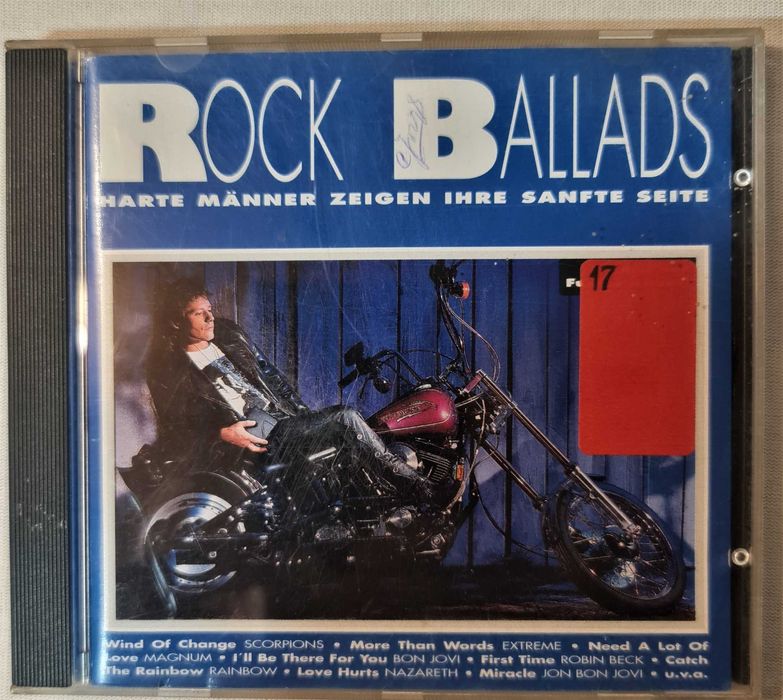 ROCK BALLADS
HARTE MÄNNER ZEIGEN IHRE SANFTE SEITE
17
Wind Of Change SCORPIONS • More Than Words EXTREME • Need A Lot Of
Love MAGNUM • I'll Be There For You BON JOVI • First Time ROBIN BECK • Catch
The Rainbow RAINBOW • Love Hurts NAZARETH • Miracle JON BON JOVI • u.v.a.